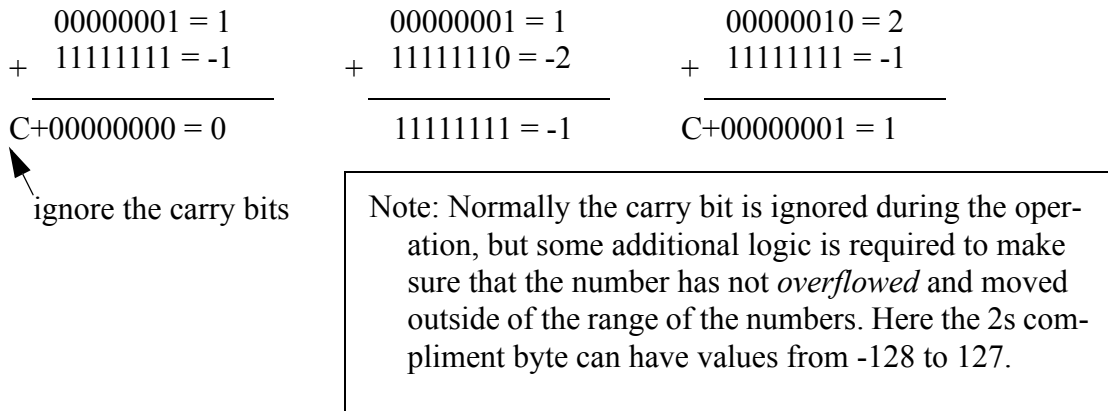 00000001 = 1
+ 11111111 = -1
C+00000000 = 0
ignore the carry bits
00000001 = 1
+ 11111110 = -2
11111111 = -1
00000010 = 2
+ 11111111 = -1
C+00000001 = 1
Note: Normally the carry bit is ignored during the oper-
ation, but some additional logic is required to make
sure that the number has not overflowed and moved
outside of the range of the numbers. Here the 2s com-
pliment byte can have values from -128 to 127.